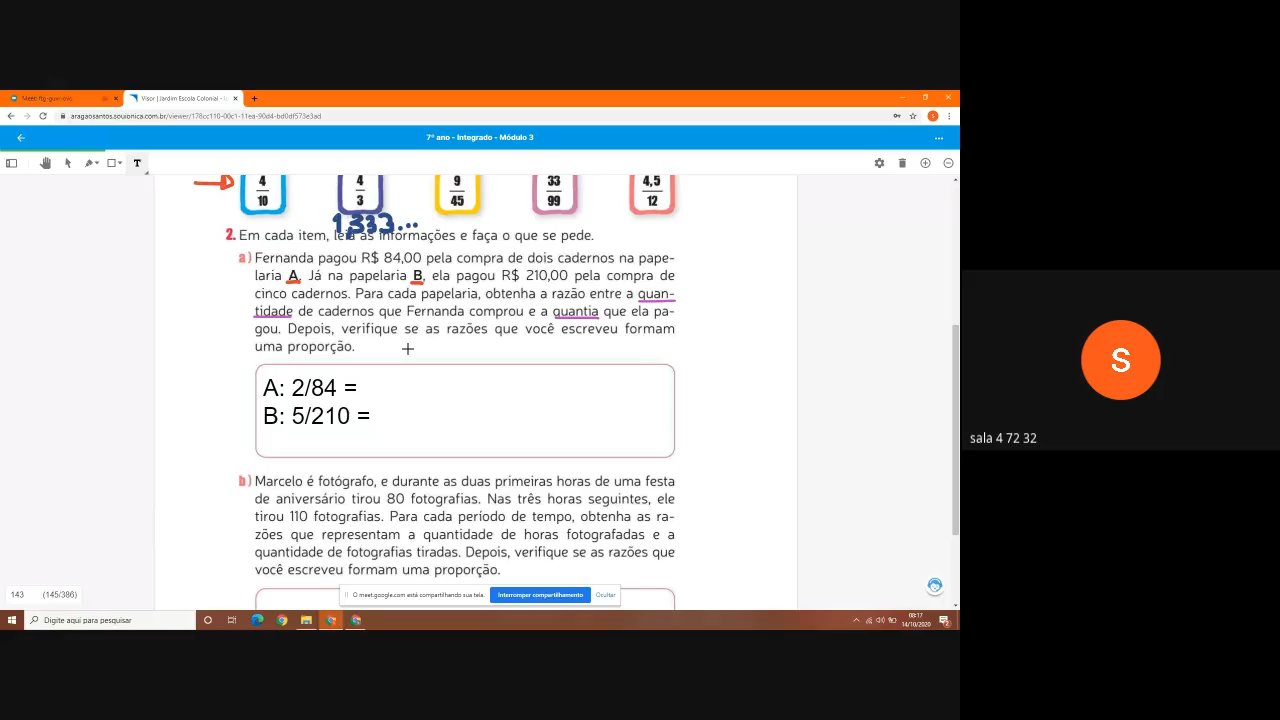 Visor | Jardim Escola Colonial - I
aragaosantos.souionica.com.br/viewer/178cc110-00c1-11ea-90d4-bd0df573e3ad
7º ano - Integrado - Módulo 3
T
4/10 4/3 9/45 33/99 4,5/12
1,333...
2. Em cada item, leia as informações e faça o que se pede.
a) Fernanda pagou R$ 84,00 pela compra de dois cadernos na pape-
laria A. Já na papelaria B, ela pagou R$ 210,00 pela compra de
cinco cadernos. Para cada papelaria, obtenha a razão entre a quan-
tidade de cadernos que Fernanda comprou e a quantia que ela pa-
gou. Depois, verifique se as razões que você escreveu formam
uma proporção.
A: 2/84 =
B: 5/210 =
b) Marcelo é fotógrafo, e durante as duas primeiras horas de uma festa
de aniversário tirou 80 fotografias. Nas três horas seguintes, ele
tirou 110 fotografias. Para cada período de tempo, obtenha as ra-
zões que representam a quantidade de horas fotografadas e a
quantidade de fotografias tiradas. Depois, verifique se as razões que
você escreveu formam uma proporção.
143 (145/386)
O meet.google.com está compartilhando sua tela. Interromper compartilhamento Ocultar
Digite aqui para pesquisar
08:17
14/10/2020
S
sala 4 72 32